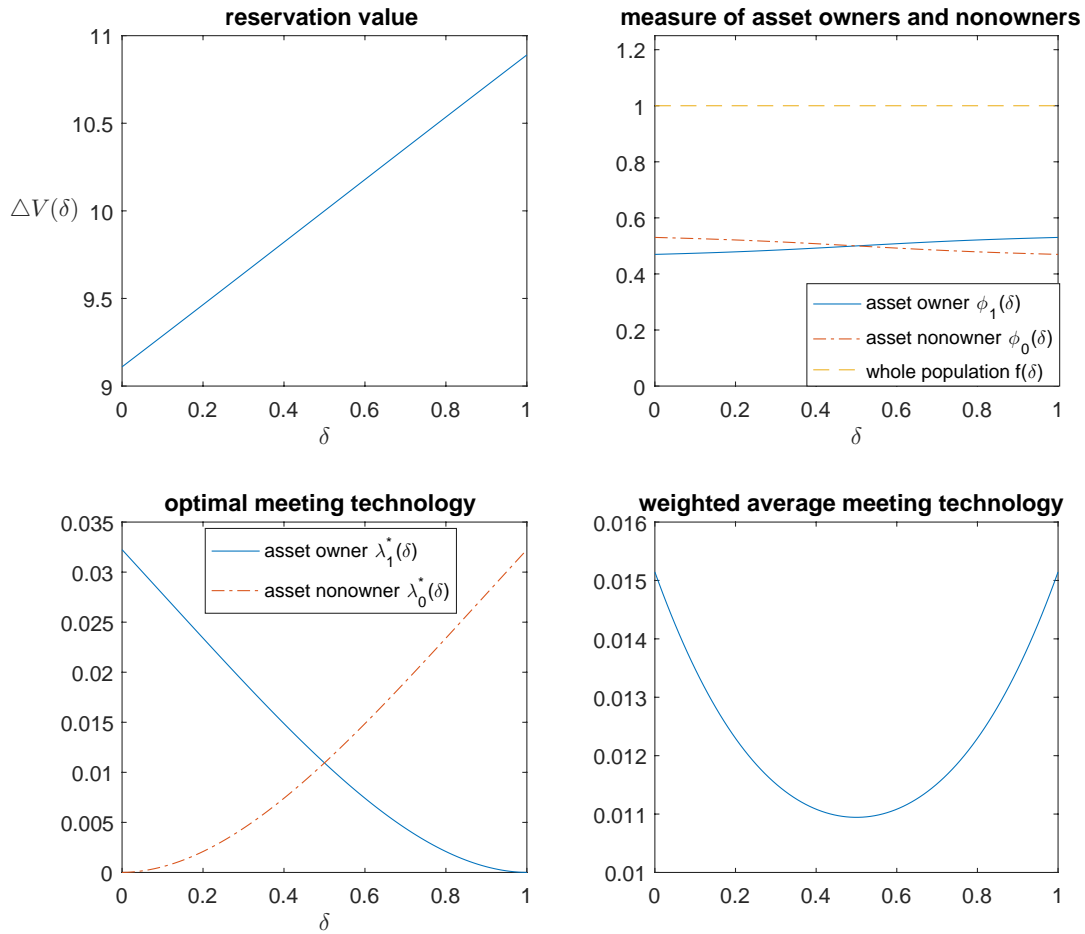 reservation value
11
10.5
10
9.5
9
△V(δ)
0 0.2 0.4 0.6 0.8 1
δ
measure of asset owners and nonowners
1.2
1
0.8
0.6
0.4
0.2
0
asset owner ϕ₁(δ)
asset nonowner ϕ₀(δ)
whole population f(δ)
0 0.2 0.4 0.6 0.8 1
δ
optimal meeting technology
0.035
0.03
0.025
0.02
0.015
0.01
0.005
0
asset owner λ₁*(δ)
asset nonowner λ₀*(δ)
0 0.2 0.4 0.6 0.8 1
δ
weighted average meeting technology
0.016
0.015
0.014
0.013
0.012
0.011
0.01
0 0.2 0.4 0.6 0.8 1